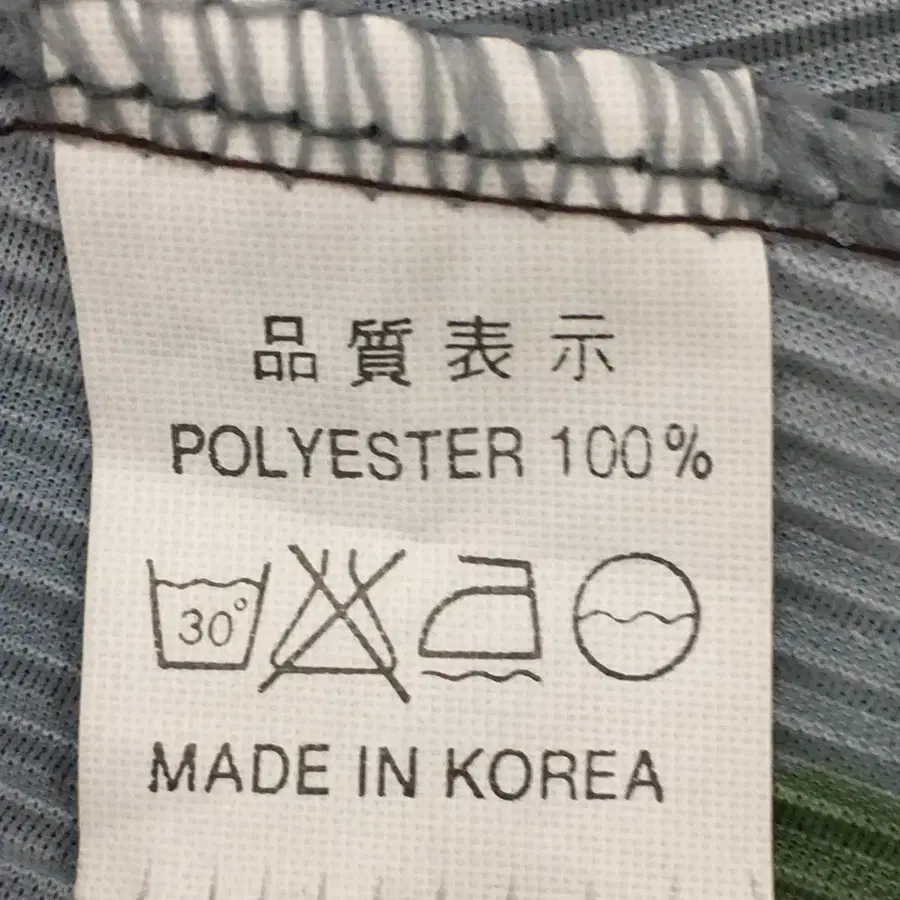 品質表示
POLYESTER 100%
30°
MADE IN KOREA